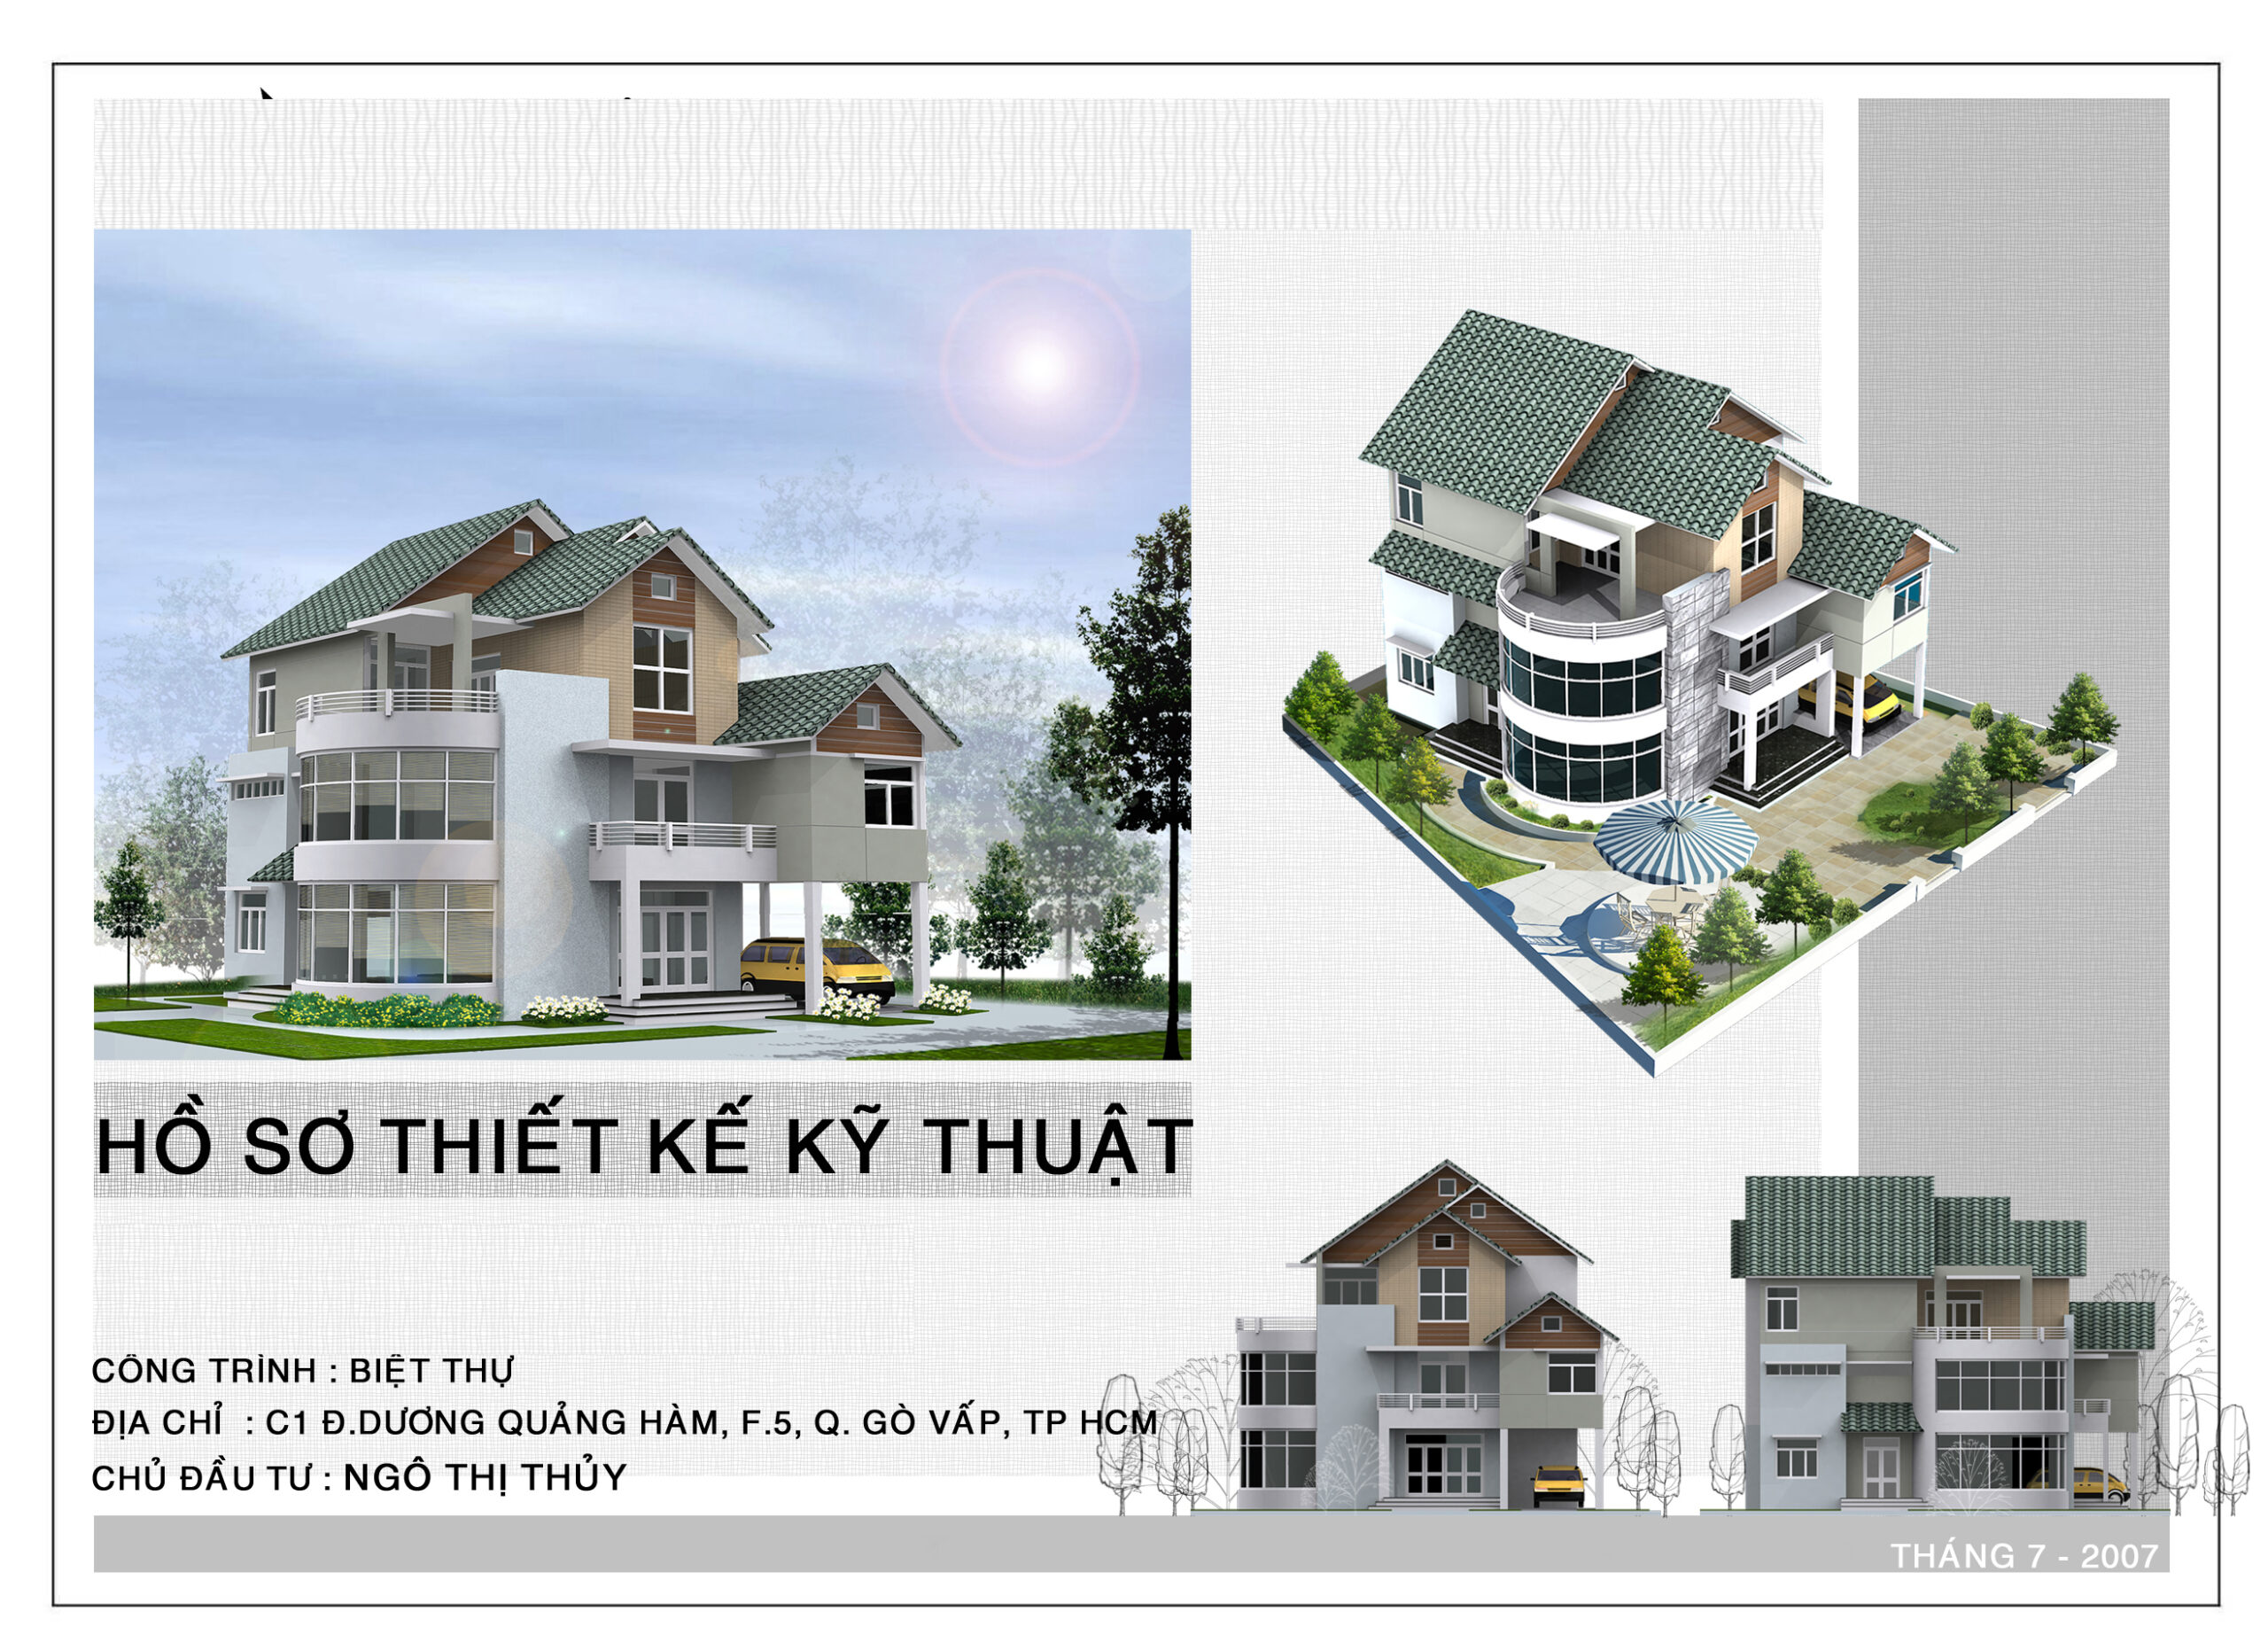 HỒ SƠ THIẾT KẾ KỸ THUẬT
CÔNG TRÌNH : BIỆT THỰ
ĐỊA CHỈ : C1 Đ.DƯƠNG QUẢNG HÀM, F.5, Q. GÒ VẤP, TP HCM
CHỦ ĐẦU TƯ : NGÔ THỊ THỦY
THÁNG 7 - 2007